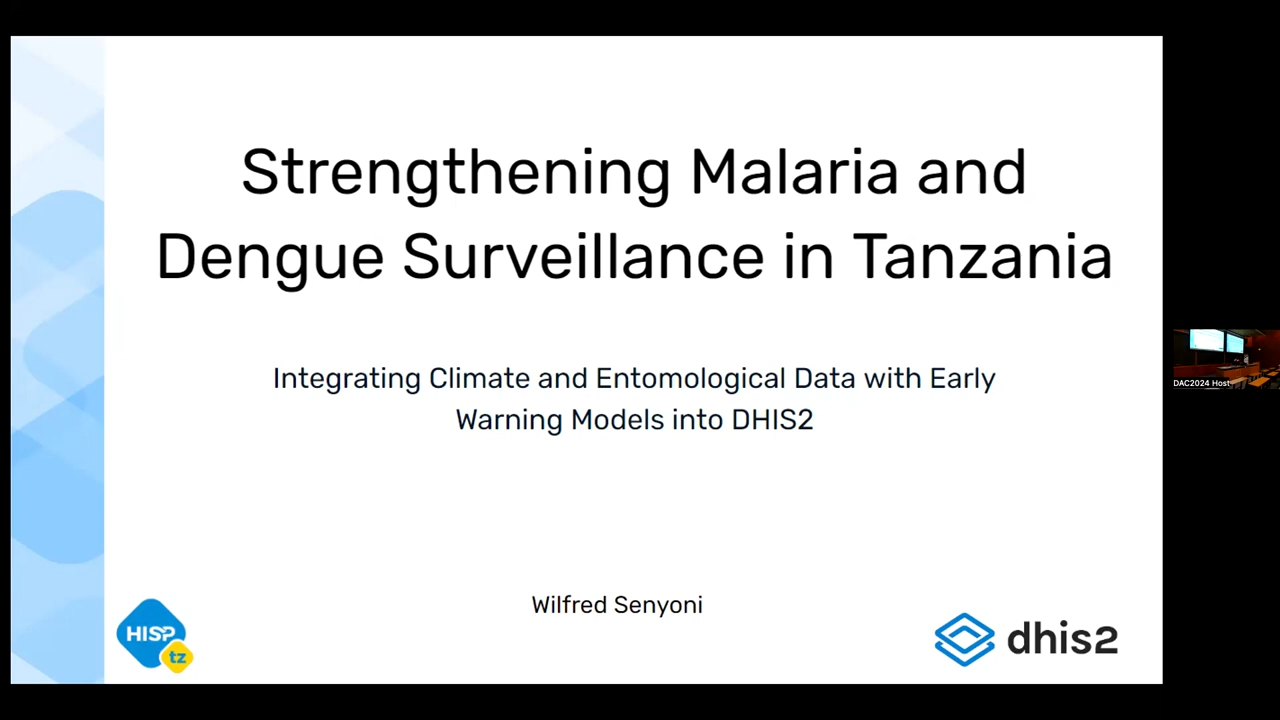 Strengthening Malaria and
Dengue Surveillance in Tanzania
Integrating Climate and Entomological Data with Early
Warning Models into DHIS2
Wilfred Senyoni
HISP
tz
dhis2
DAC2024 Host